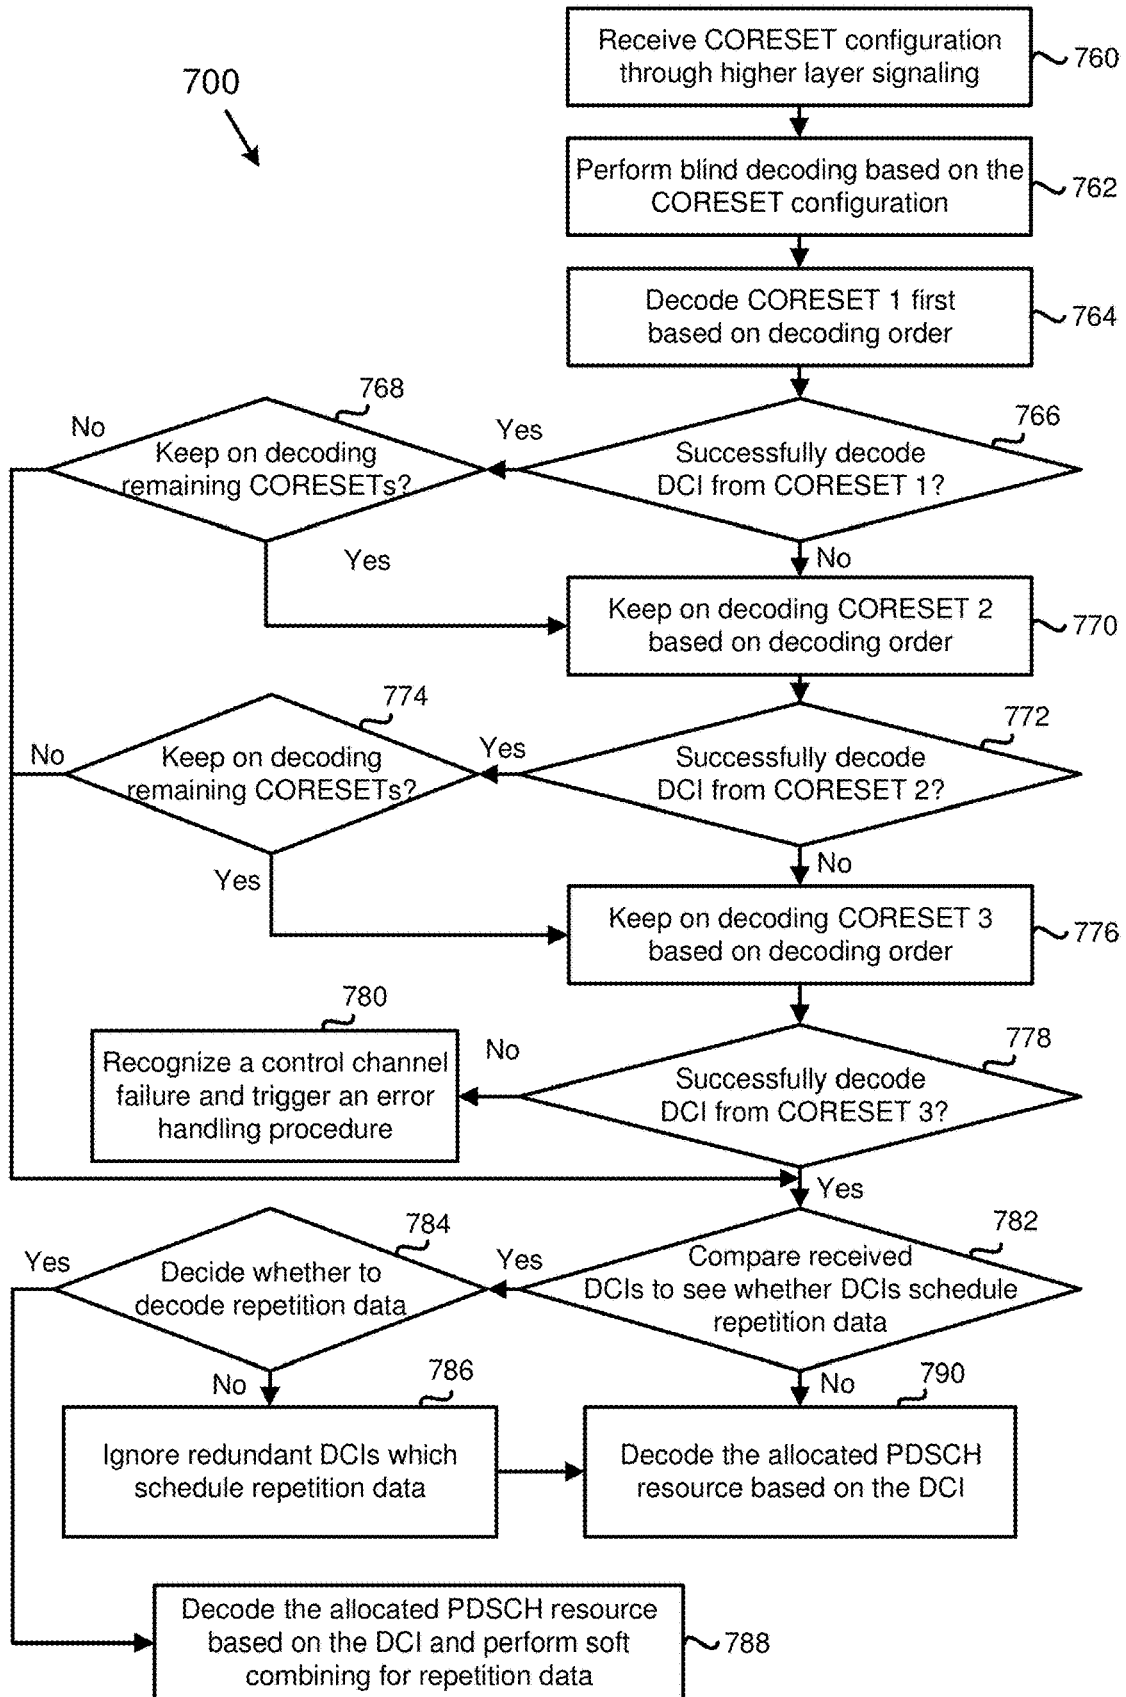 700
Receive CORESET configuration
through higher layer signaling
760
Perform blind decoding based on the
CORESET configuration
762
Decode CORESET 1 first
based on decoding order
764
768
No
Keep on decoding
remaining CORESETs?
Yes
Yes
766
Successfully decode
DCI from CORESET 1?
No
Keep on decoding CORESET 2
based on decoding order
770
774
No
Keep on decoding
remaining CORESETs?
Yes
Yes
772
Successfully decode
DCI from CORESET 2?
No
Keep on decoding CORESET 3
based on decoding order
776
780
Recognize a control channel
failure and trigger an error
handling procedure
No
778
Successfully decode
DCI from CORESET 3?
Yes
784
Yes
Decide whether to
decode repetition data
No
Yes
782
Compare received
DCIs to see whether DCIs schedule
repetition data
No
786
Ignore redundant DCIs which
schedule repetition data
790
Decode the allocated PDSCH
resource based on the DCI
Decode the allocated PDSCH resource
based on the DCI and perform soft
combining for repetition data
788